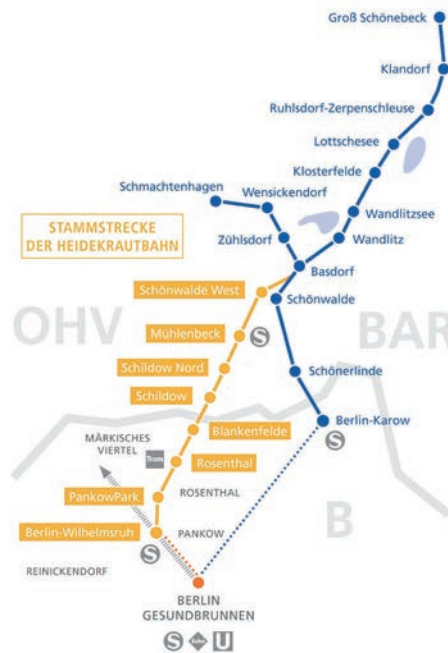 Groß Schönebeck
Klandorf
Ruhlsdorf-Zerpenschleuse
Lottschesee
Klosterfelde
Schmachtenhagen
Wensickendorf
Wandlitzsee
STAMMSTRECKE
DER HEIDEKRAUTBAHN
Zühlsdorf
Wandlitz
Basdorf
Schönwalde West
Schönwalde
OHV
BAR
Mühlenbeck
S
Schildow Nord
Schönerlinde
Schildow
Berlin-Karow
S
Blankenfelde
MÄRKISCHES
VIERTEL
Tram
Rosenthal
PankowPark
ROSENTHAL
B
Berlin-Wilhelmsruh
PANKOW
S
REINICKENDORF
BERLIN
GESUNDBRUNNEN
S Bahn U